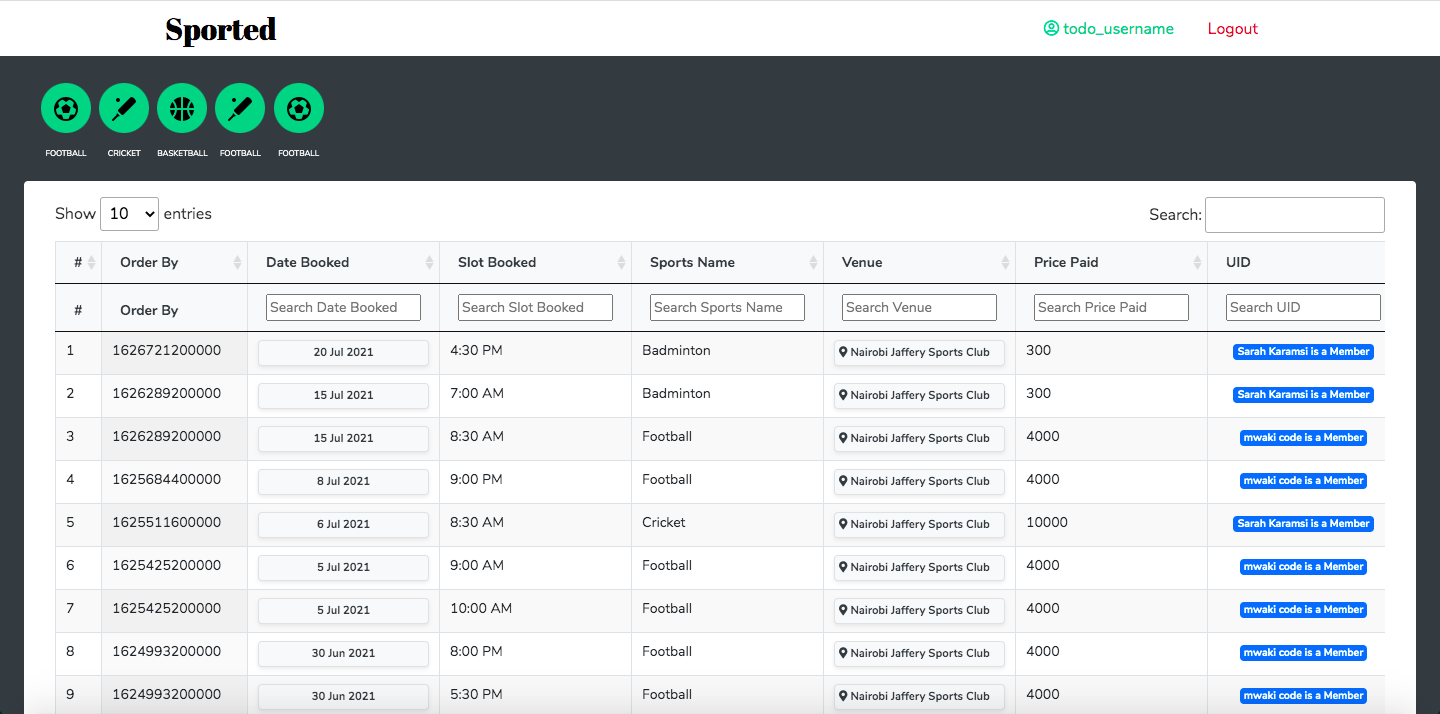 Sported todo_username Logout
FOOTBALL CRICKET BASKETBALL FOOTBALL FOOTBALL
Show 10 entries Search:
# Order By Date Booked Slot Booked Sports Name Venue Price Paid UID
# Order By Search Date Booked Search Slot Booked Search Sports Name Search Venue Search Price Paid Search UID
1 1626721200000 20 Jul 2021 4:30 PM Badminton Nairobi Jaffery Sports Club 300 Sarah Karamsi is a Member
2 1626289200000 15 Jul 2021 7:00 AM Badminton Nairobi Jaffery Sports Club 300 Sarah Karamsi is a Member
3 1626289200000 15 Jul 2021 8:30 AM Football Nairobi Jaffery Sports Club 4000 mwaki code is a Member
4 1625684400000 8 Jul 2021 9:00 PM Football Nairobi Jaffery Sports Club 4000 mwaki code is a Member
5 1625511600000 6 Jul 2021 8:30 AM Cricket Nairobi Jaffery Sports Club 10000 Sarah Karamsi is a Member
6 1625425200000 5 Jul 2021 9:00 AM Football Nairobi Jaffery Sports Club 4000 mwaki code is a Member
7 1625425200000 5 Jul 2021 10:00 AM Football Nairobi Jaffery Sports Club 4000 mwaki code is a Member
8 1624993200000 30 Jun 2021 8:00 PM Football Nairobi Jaffery Sports Club 4000 mwaki code is a Member
9 1624993200000 30 Jun 2021 5:30 PM Football Nairobi Jaffery Sports Club 4000 mwaki code is a Member